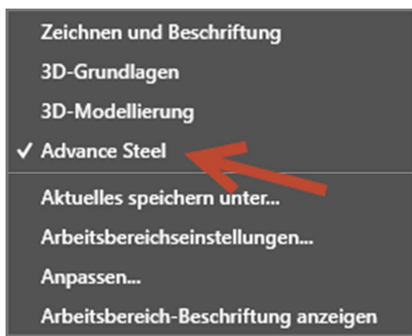 Zeichnen und Beschriftung
3D-Grundlagen
3D-Modellierung
✓ Advance Steel
Aktuelles speichern unter...
Arbeitsbereichseinstellungen...
Anpassen...
Arbeitsbereich-Beschriftung anzeigen